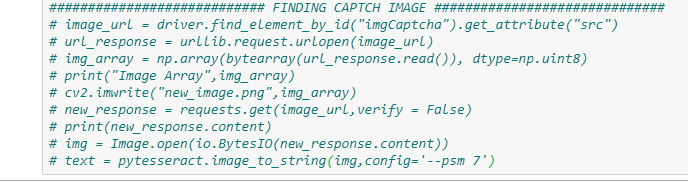 ############################ FINDING CAPTCH IMAGE ##############################
# image_url = driver.find_element_by_id("imgCaptcha").get_attribute("src")
# url_response = urllib.request.urlopen(image_url)
# img_array = np.array(bytearray(url_response.read()), dtype=np.uint8)
# print("Image Array",img_array)
# cv2.imwrite("new_image.png",img_array)
# new_response = requests.get(image_url,verify = False)
# print(new_response.content)
# img = Image.open(io.BytesIO(new_response.content))
# text = pytesseract.image_to_string(img,config='--psm 7')